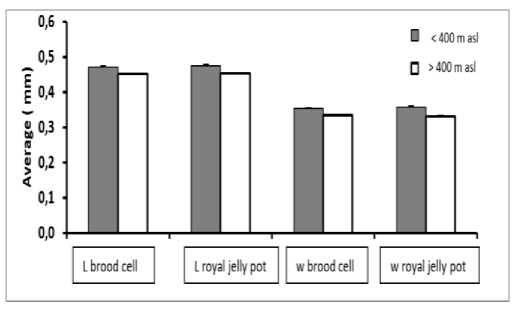 0,6
0,5
0,4
0,3
0,2
0,1
0,0
Average ( mm)
< 400 m asl
> 400 m asl
L brood cell
L royal jelly pot
w brood cell
w royal jelly pot